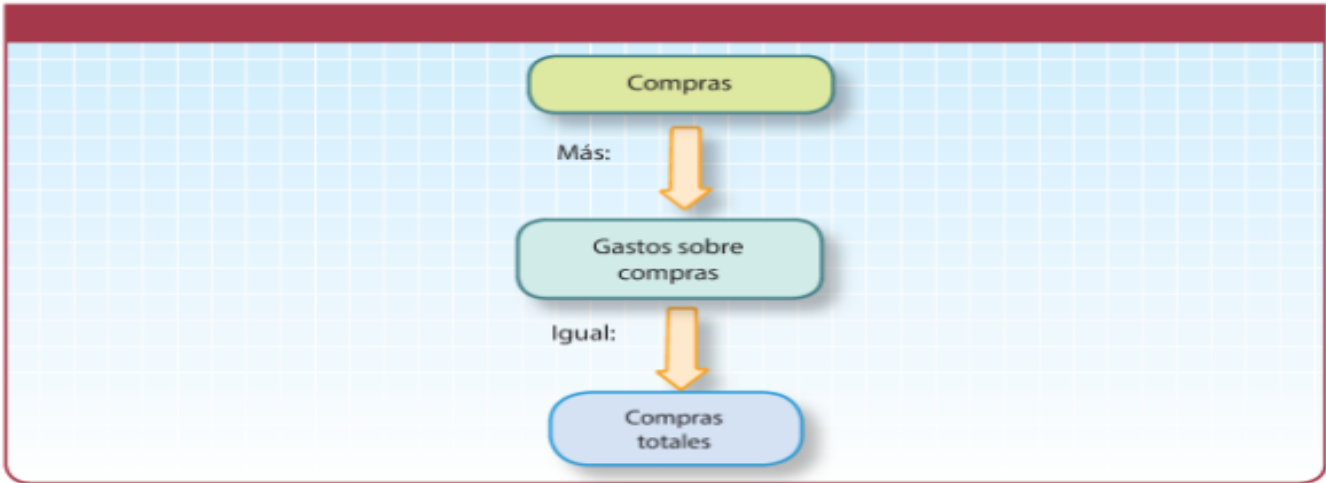 Compras
Más:
Gastos sobre
compras
Igual:
Compras
totales